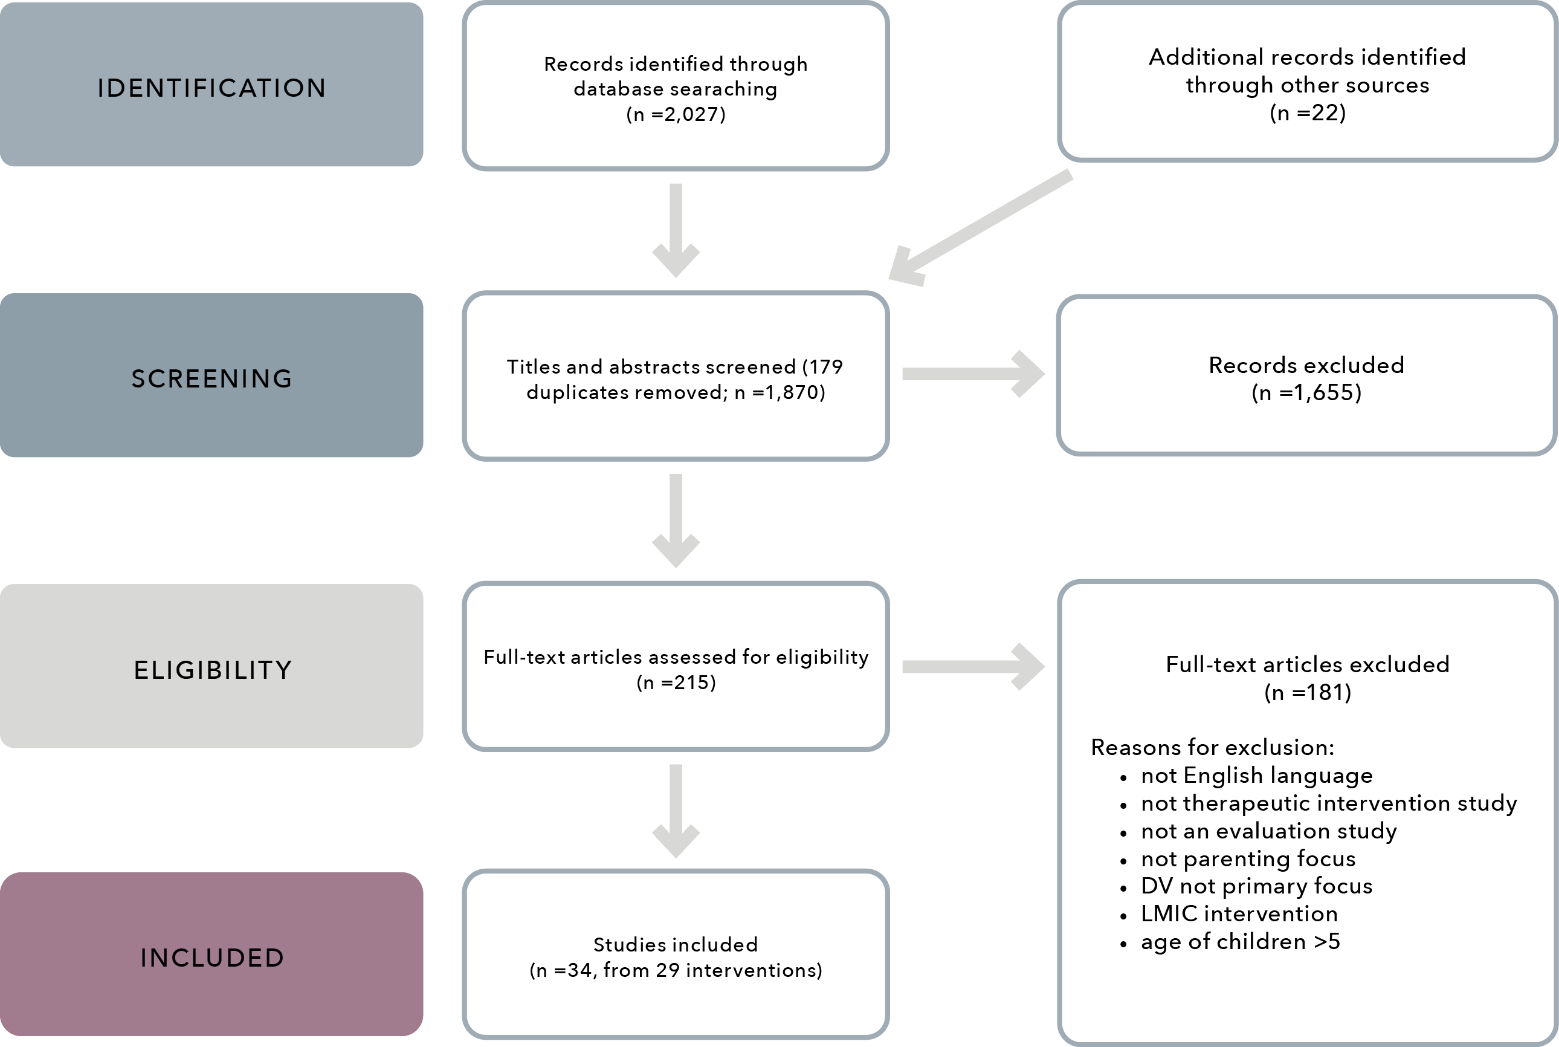 IDENTIFICATION
Records identified through
database searaching
(n =2,027)
Additional records identified
through other sources
(n =22)
SCREENING
Titles and abstracts screened (179
duplicates removed; n =1,870)
Records excluded
(n =1,655)
ELIGIBILITY
Full-text articles assessed for eligibility
(n =215)
Full-text articles excluded
(n =181)
Reasons for exclusion:
• not English language
• not therapeutic intervention study
• not an evaluation study
• not parenting focus
• DV not primary focus
• LMIC intervention
• age of children >5
INCLUDED
Studies included
(n =34, from 29 interventions)